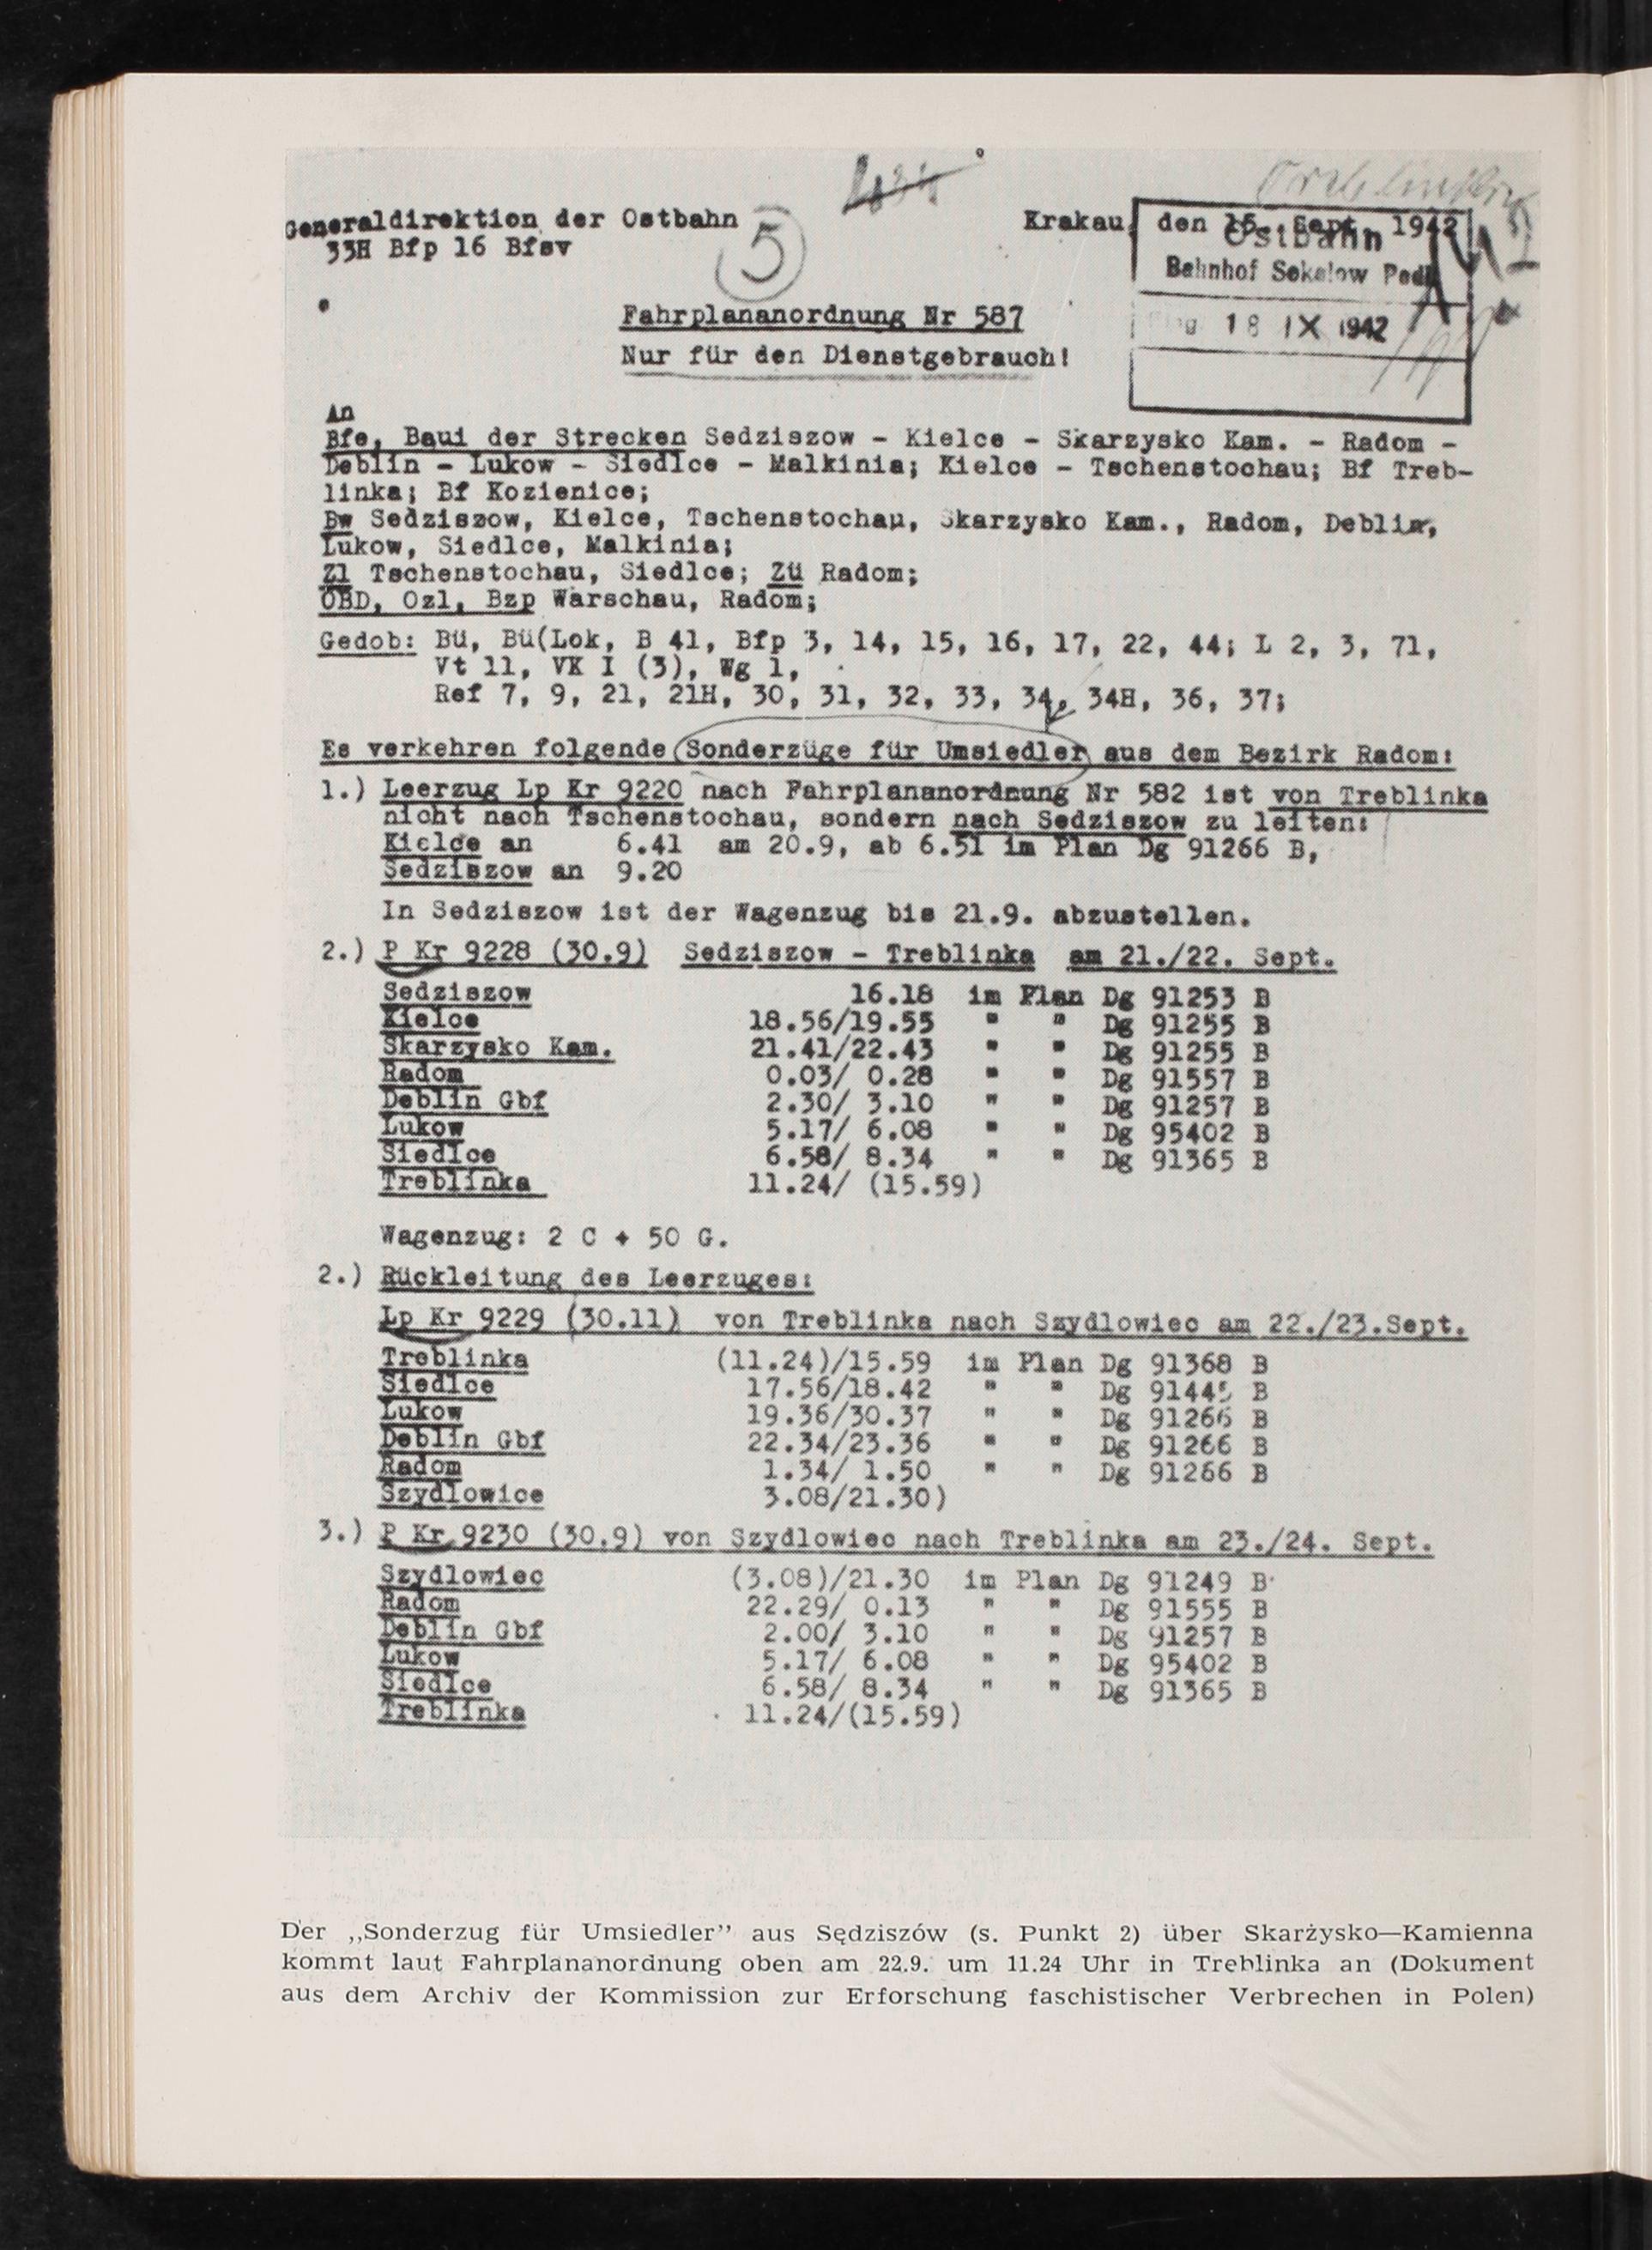 Generaldirektion der Ostbahn
33H Bfp 16 Bfsv
5
Krakau, den 15. Sept. 1942
Ostbahn
Bahnhof Sokolow Podl
18 IX 1942
Fahrplananordnung Nr 587
Nur für den Dienstgebrauch!
An
Bfe, Baui der Strecken Sedziszow - Kielce - Skarzysko Kam. - Radom -
Deblin - Lukow - Siedlce - Malkinia; Kielce - Tschenstochau; Bf Treb-
linka; Bf Kozienice;
Bw Sedziszow, Kielce, Tschenstochau, Skarzysko Kam., Radom, Deblin,
Lukow, Siedlce, Malkinia;
Zl Tschenstochau, Siedlce; Zü Radom;
OBD, Ozl, Bzp Warschau, Radom;
Gedob: Bü, Bü(Lok, B 41, Bfp 3, 14, 15, 16, 17, 22, 44; L 2, 3, 71,
Vt 11, VK I (3), Wg 1,
Ref 7, 9, 21, 21H, 30, 31, 32, 33, 34, 34H, 36, 37;
Es verkehren folgende Sonderzüge für Umsiedler aus dem Bezirk Radom:
1.) Leerzug Lp Kr 9220 nach Fahrplananordnung Nr 582 ist von Treblinka
nicht nach Tschenstochau, sondern nach Sedziszow zu leiten:
Kielce an 6.41 am 20.9, ab 6.51 im Plan Dg 91266 B,
Sedziszow an 9.20
In Sedziszow ist der Wagenzug bis 21.9. abzustellen.
2.) P Kr 9228 (30.9) Sedziszow - Treblinka am 21./22. Sept.
Sedziszow 16.18 im Plan Dg 91253 B
Kielce 18.56/19.55 " " Dg 91255 B
Skarzysko Kam. 21.41/22.43 " " Dg 91255 B
Radom 0.03/ 0.28 " " Dg 91557 B
Deblin Gbf 2.30/ 3.10 " " Dg 91257 B
Lukow 5.17/ 6.08 " " Dg 95402 B
Siedlce 6.58/ 8.34 " " Dg 91365 B
Treblinka 11.24/ (15.59)
Wagenzug: 2 C + 50 G.
2.) Rückleitung des Leerzuges:
Lp Kr 9229 (30.11) von Treblinka nach Szydlowiec am 22./23.Sept.
Treblinka (11.24)/15.59 im Plan Dg 91368 B
Siedlce 17.56/18.42 " " Dg B
Lukow 19.36/30.37 " " Dg 91266 B
Deblin Gbf 22.34/23.36 " " Dg 91266 B
Radom 1.34/ 1.50 " " Dg 91266 B
Szydlowice 3.08/21.30)
3.) P Kr 9230 (30.9) von Szydlowiec nach Treblinka am 23./24. Sept.
Szydlowiec (3.08)/21.30 im Plan Dg 91249 B
Radom 22.29/ 0.13 " " Dg 91555 B
Deblin Gbf 2.00/ 3.10 " " Dg 91257 B
Lukow 5.17/ 6.08 " " Dg 95402 B
Siedlce 6.58/ 8.34 " " Dg 91365 B
Treblinka 11.24/(15.59)
Der ,,Sonderzug für Umsiedler” aus Sędziszów (s. Punkt 2) über Skarżysko—Kamienna
kommt laut Fahrplananordnung oben am 22.9. um 11.24 Uhr in Treblinka an (Dokument
aus dem Archiv der Kommission zur Erforschung faschistischer Verbrechen in Polen)